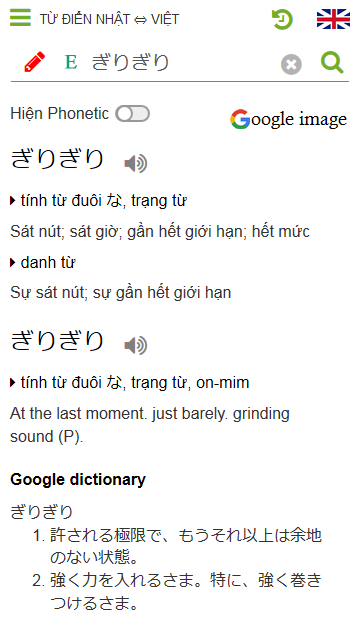 TỪ ĐIỂN NHẬT ⇔ VIỆT
E ぎりぎり
Hiện Phonetic
Google image
ぎりぎり
tính từ đuôi な, trạng từ
Sát nút; sát giờ; gần hết giới hạn; hết mức
danh từ
Sự sát nút; sự gần hết giới hạn
ぎりぎり
tính từ đuôi な, trạng từ, on-mim
At the last moment. just barely. grinding
sound (P).
Google dictionary
ぎりぎり
1. 許される極限で、もうそれ以上は余地
のない状態。
2. 強く力を入れるさま。特に、強く巻き
つけるさま。